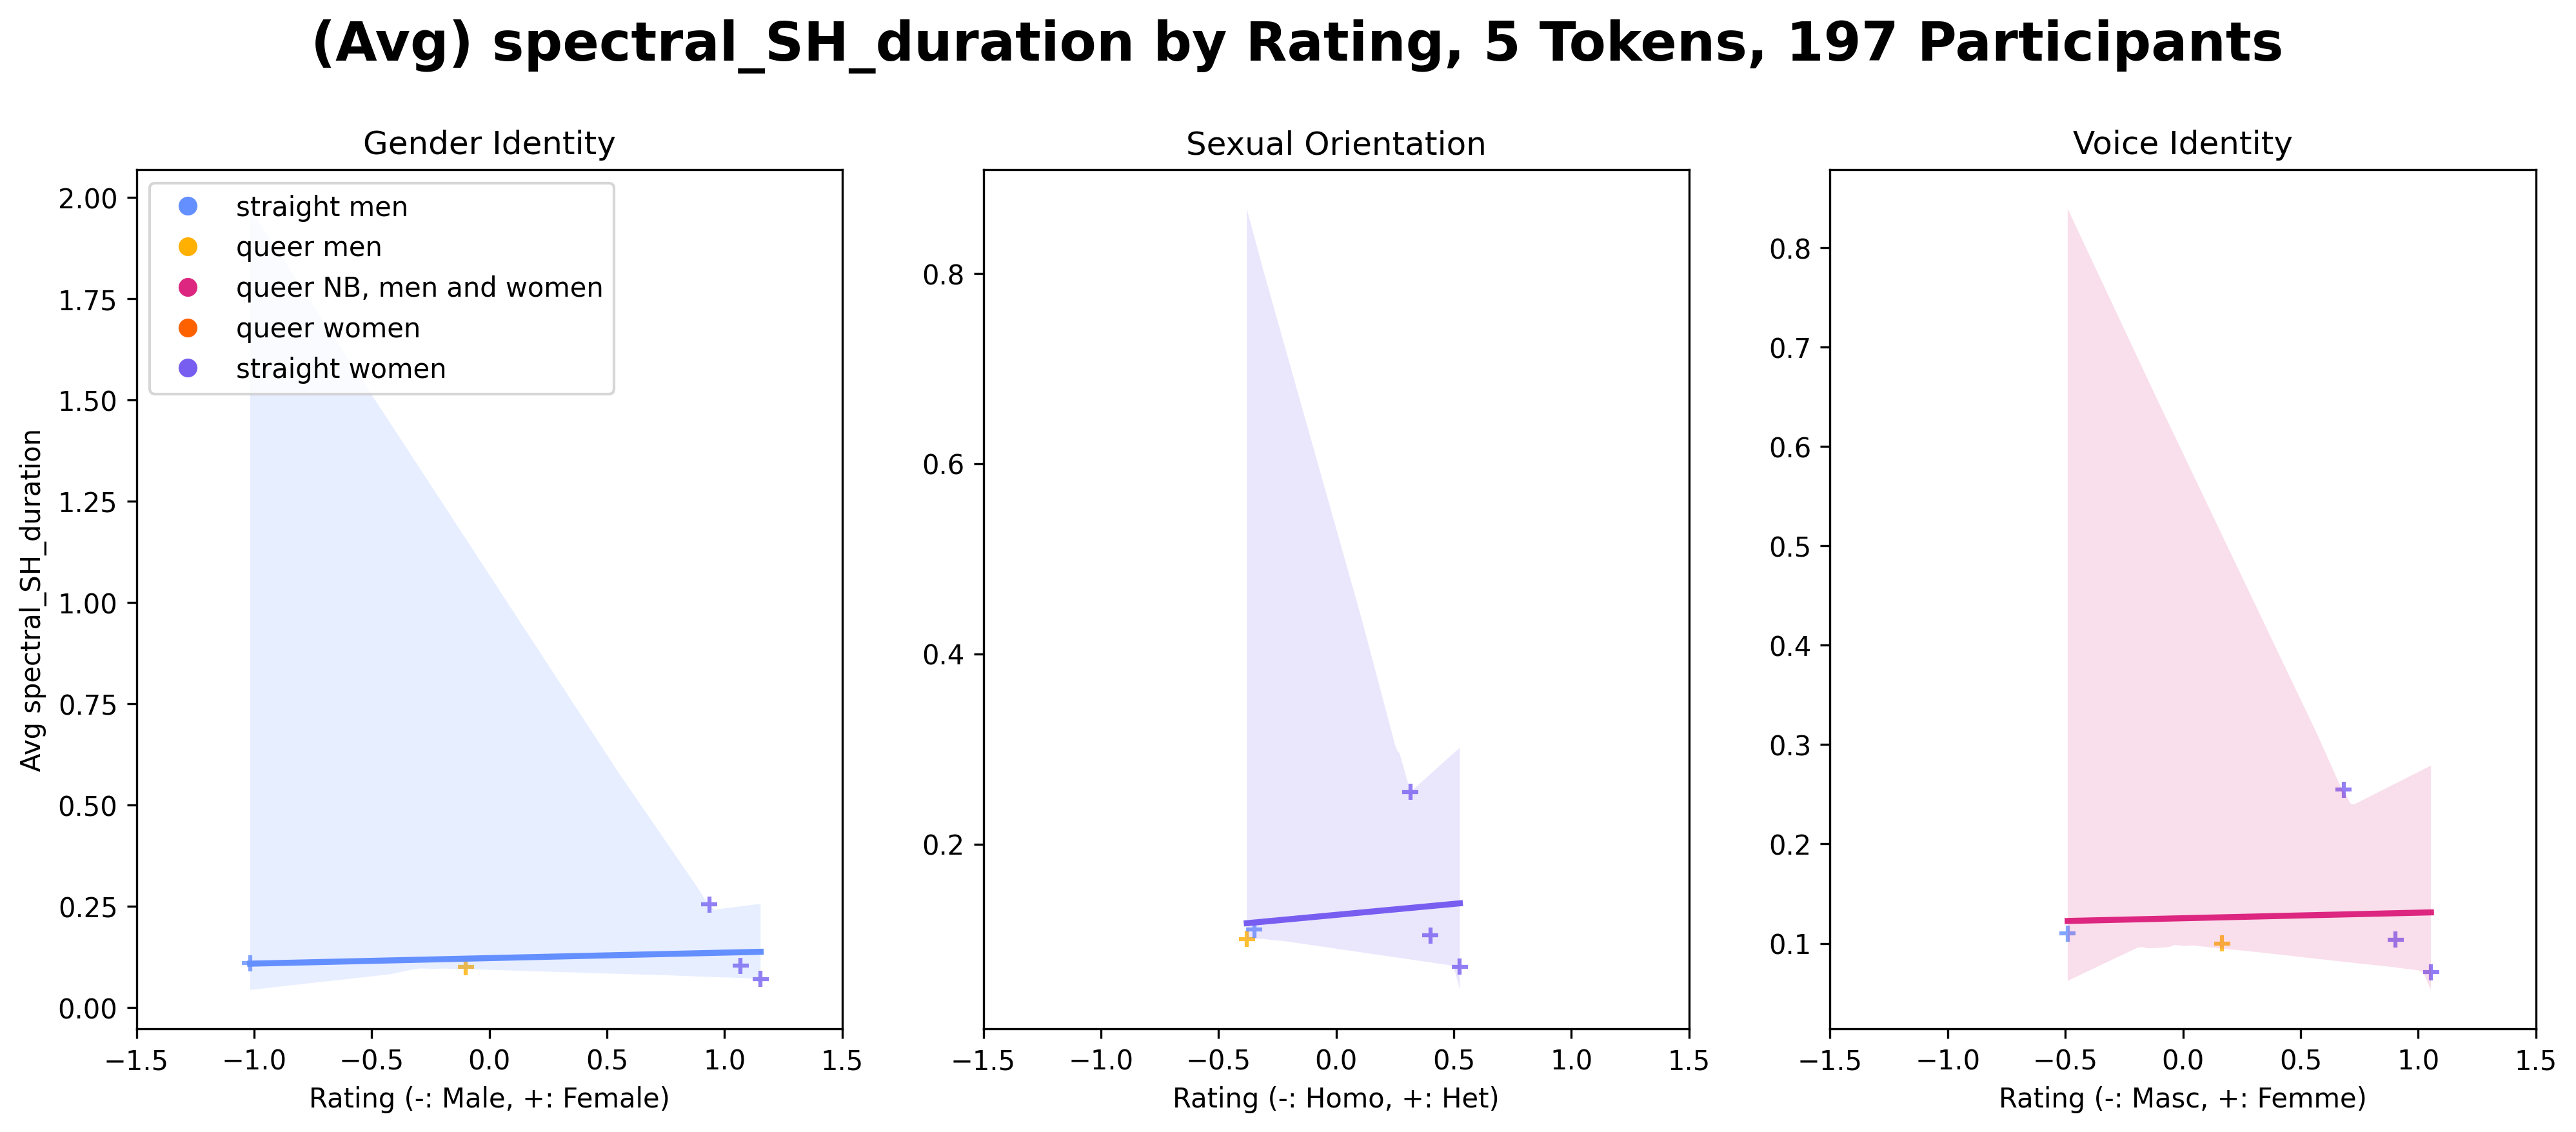 (Avg) spectral_SH_duration by Rating, 5 Tokens, 197 Participants
Gender Identity
Avg spectral_SH_duration
2.00
1.75
1.50
1.25
1.00
0.75
0.50
0.25
0.00
straight men
queer men
queer NB, men and women
queer women
straight women
−1.5 −1.0 −0.5 0.0 0.5 1.0 1.5
Rating (-: Male, +: Female)
Sexual Orientation
0.8
0.6
0.4
0.2
−1.5 −1.0 −0.5 0.0 0.5 1.0 1.5
Rating (-: Homo, +: Het)
Voice Identity
0.8
0.7
0.6
0.5
0.4
0.3
0.2
0.1
−1.5 −1.0 −0.5 0.0 0.5 1.0 1.5
Rating (-: Masc, +: Femme)